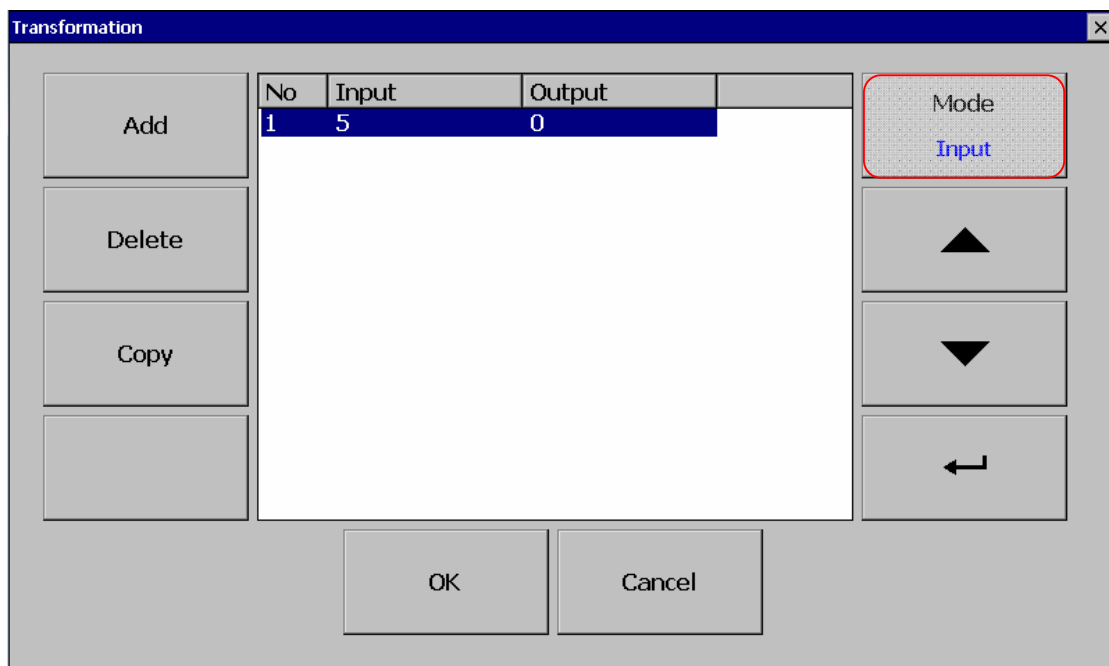 Transformation
Add
Delete
Copy
No Input Output
1 5 0
Mode
Input
OK Cancel